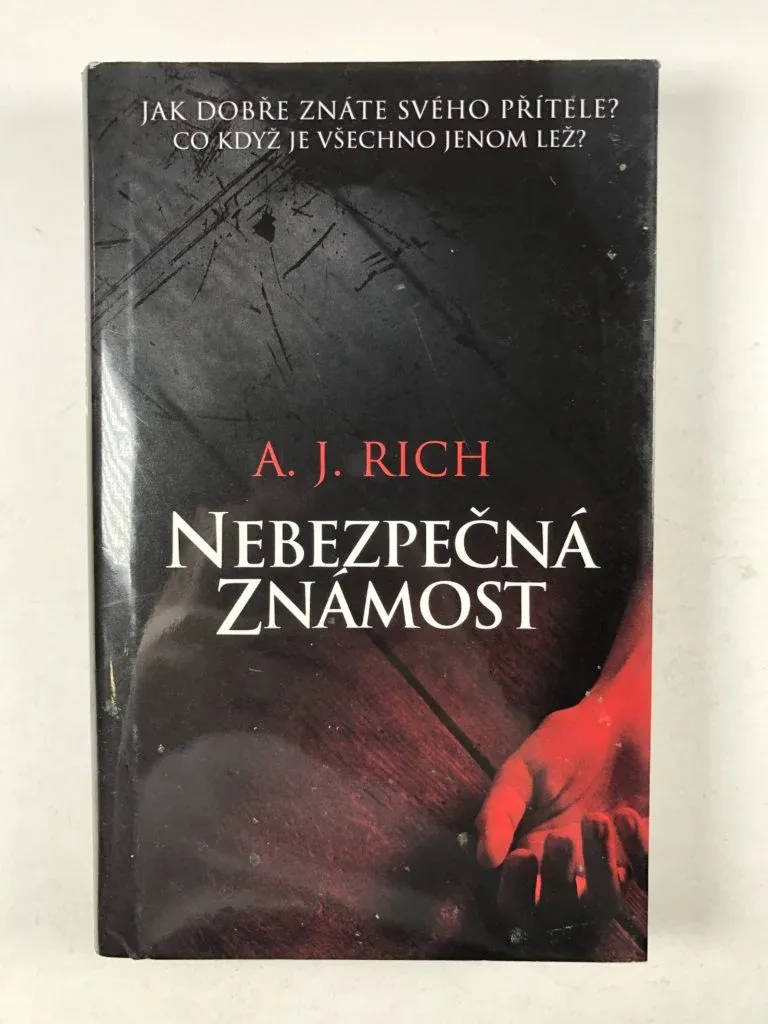 JAK DOBŘE ZNÁTE SVÉHO PŘÍTELE?
CO KDYŽ JE VŠECHNO JENOM LEŽ?
A. J. RICH
NEBEZPEČNÁ
ZNÁMOST